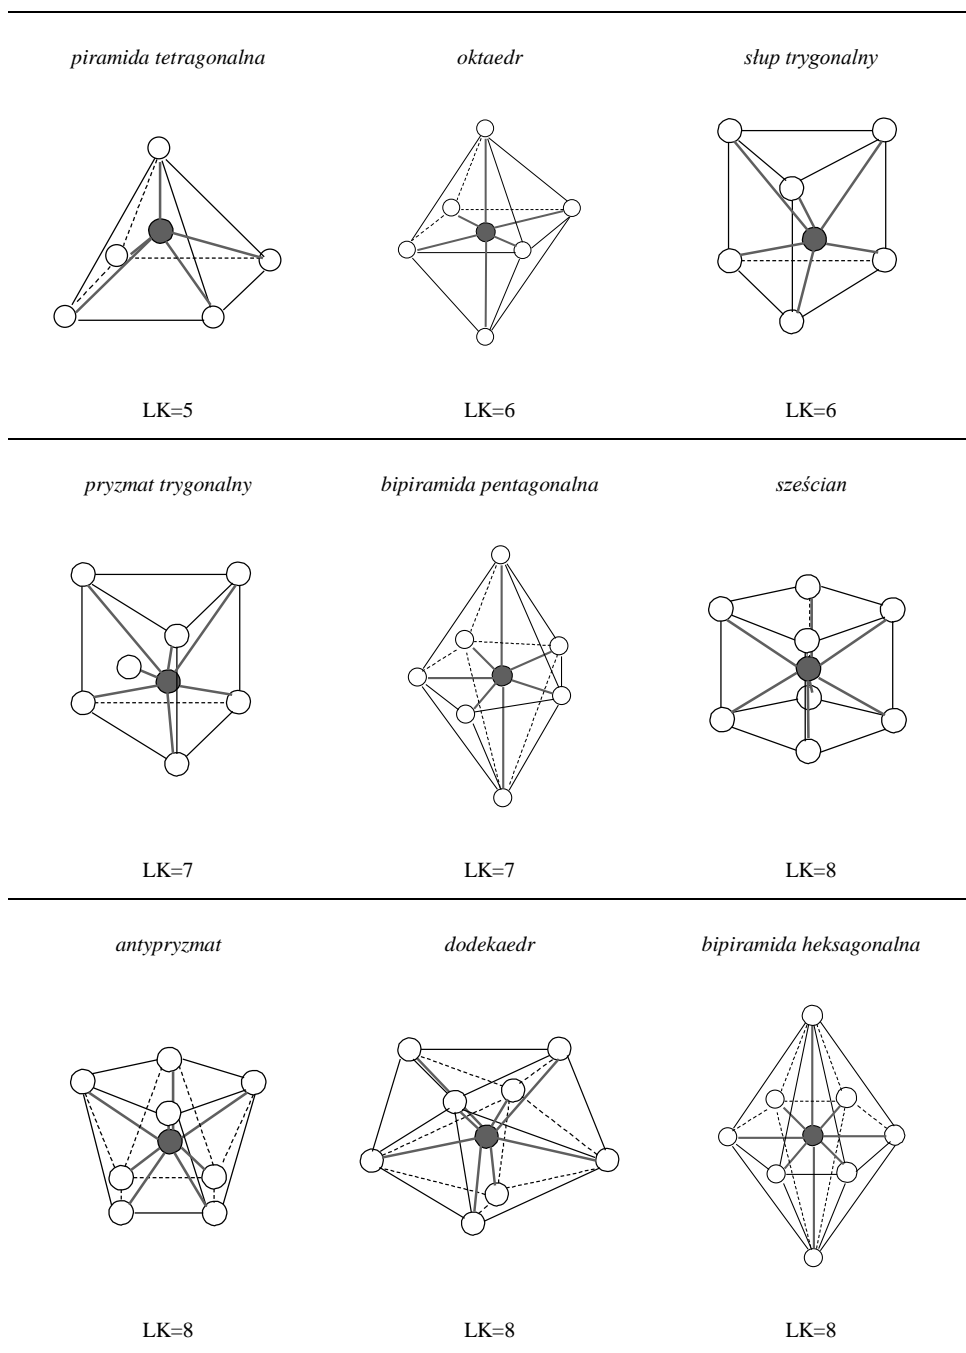 piramida tetragonalna oktaedr słup trygonalny
LK=5 LK=6 LK=6
pryzmat trygonalny bipiramida pentagonalna sześcian
LK=7 LK=7 LK=8
antypryzmat dodekaedr bipiramida heksagonalna
LK=8 LK=8 LK=8